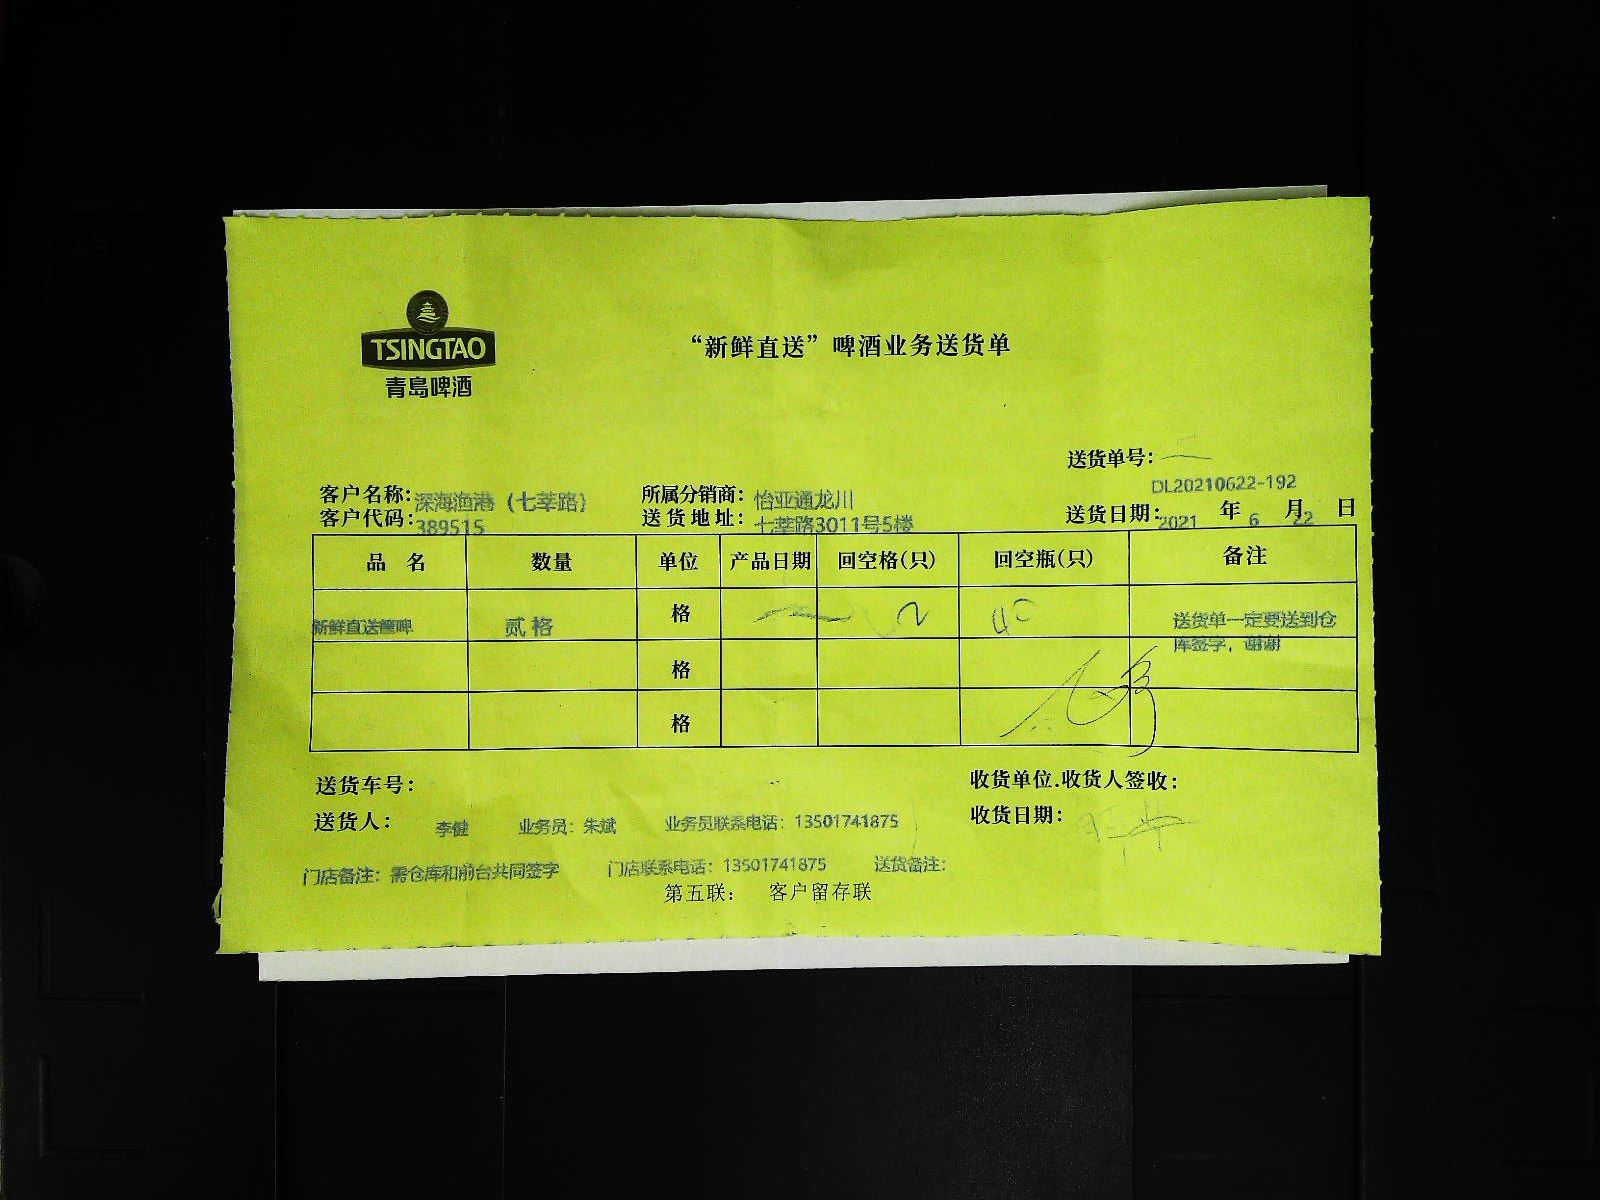 TSINGTAO
青岛啤酒
“新鲜直送”啤酒业务送货单
送货单号:
DL20210622-192
客户名称:深海渔港（七莘路） 所属分销商:怡亚通龙川
客户代码:389515 送货地址:七莘路3011号5楼 送货日期:2021 年 6 月 22 日
品 名 数量 单位 产品日期 回空格(只) 回空瓶(只) 备注
新鲜直送箱啤 贰格 格 2 40 送货单一定要送到仓
库签字，谢谢
格
格
送货车号: 收货单位.收货人签收:
送货人: 李健 业务员: 朱斌 业务员联系电话: 13501741875 收货日期:
门店备注: 需仓库和前台共同签字 门店联系电话: 13501741875 送货备注:
第五联: 客户留存联